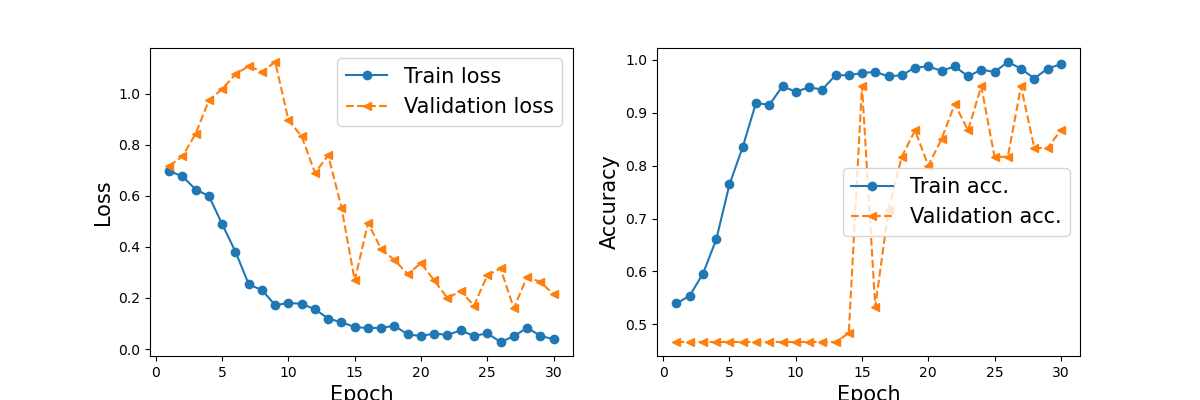 Train loss
Validation loss
1.0
0.8
0.6
0.4
0.2
0.0
Loss
0 5 10 15 20 25 30
Epoch
Train acc.
Validation acc.
1.0
0.9
0.8
0.7
0.6
0.5
Accuracy
0 5 10 15 20 25 30
Epoch